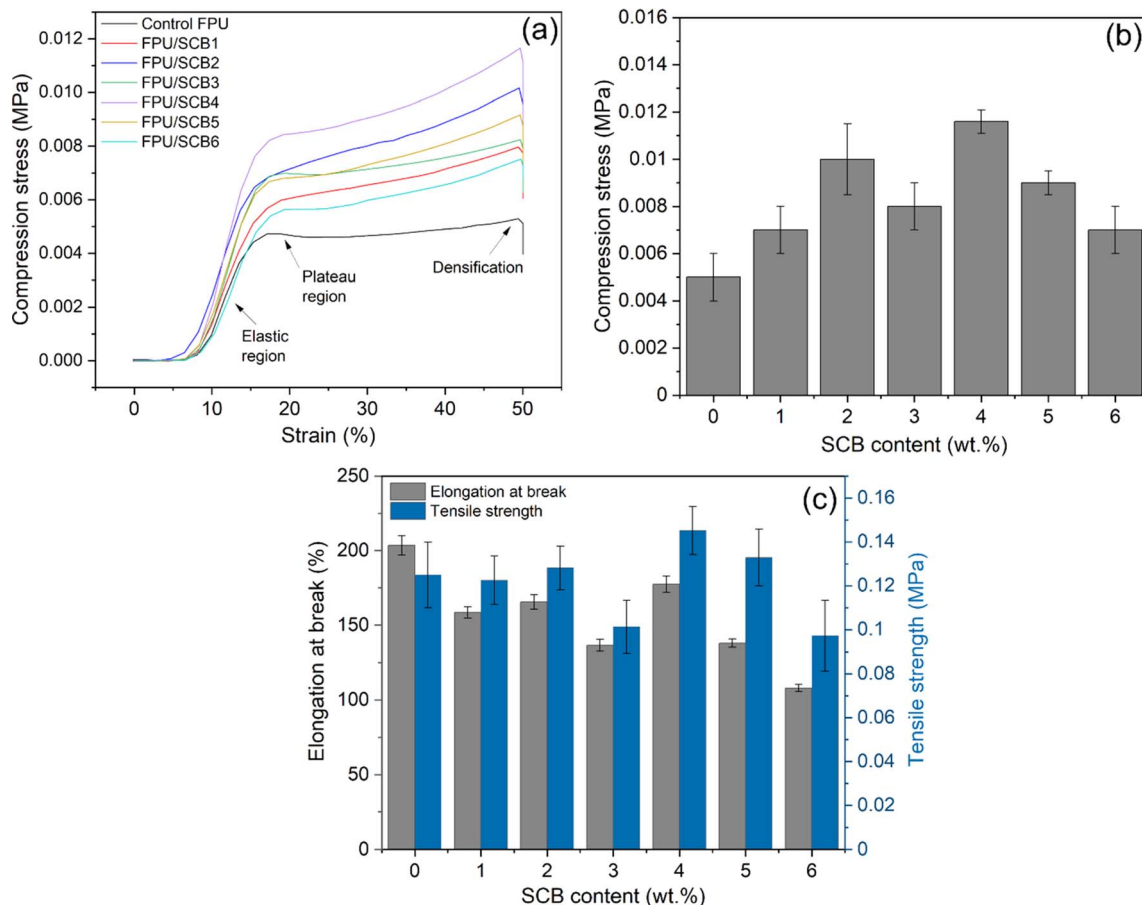 (a)
Control FPU
FPU/SCB1
FPU/SCB2
FPU/SCB3
FPU/SCB4
FPU/SCB5
FPU/SCB6
0.012
0.010
0.008
0.006
0.004
0.002
0.000
Compression stress (MPa)
Plateau
region
Elastic
region
Densification
0 10 20 30 40 50
Strain (%)
(b)
0.016
0.014
0.012
0.01
0.008
0.006
0.004
0.002
0
Compression stress (MPa)
0 1 2 3 4 5 6
SCB content (wt.%)
(c)
Elongation at break
Tensile strength
250
200
150
100
50
0
Elongation at break (%)
0.16
0.14
0.12
0.1
0.08
0.06
0.04
0.02
0
Tensile strength (MPa)
0 1 2 3 4 5 6
SCB content (wt.%)